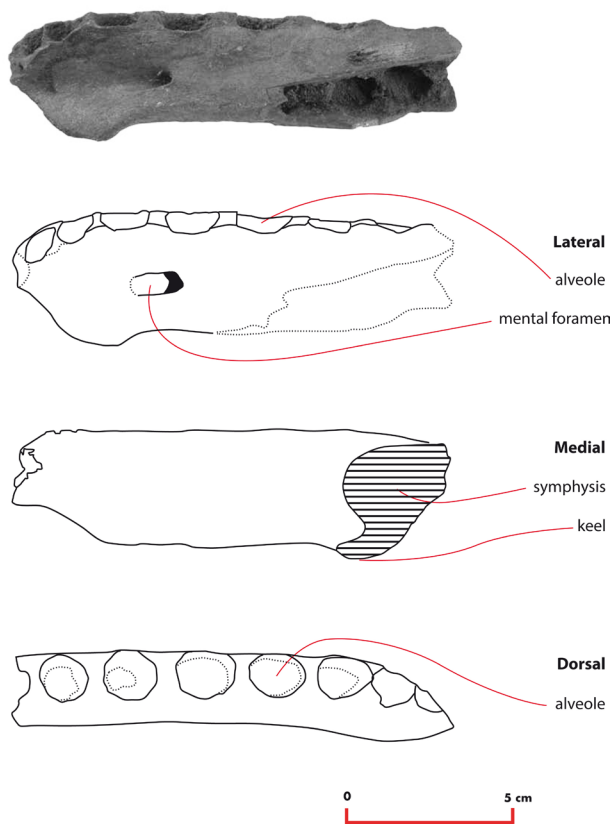 Lateral
alveole
mental foramen
Medial
symphysis
keel
Dorsal
alveole
0 5 cm